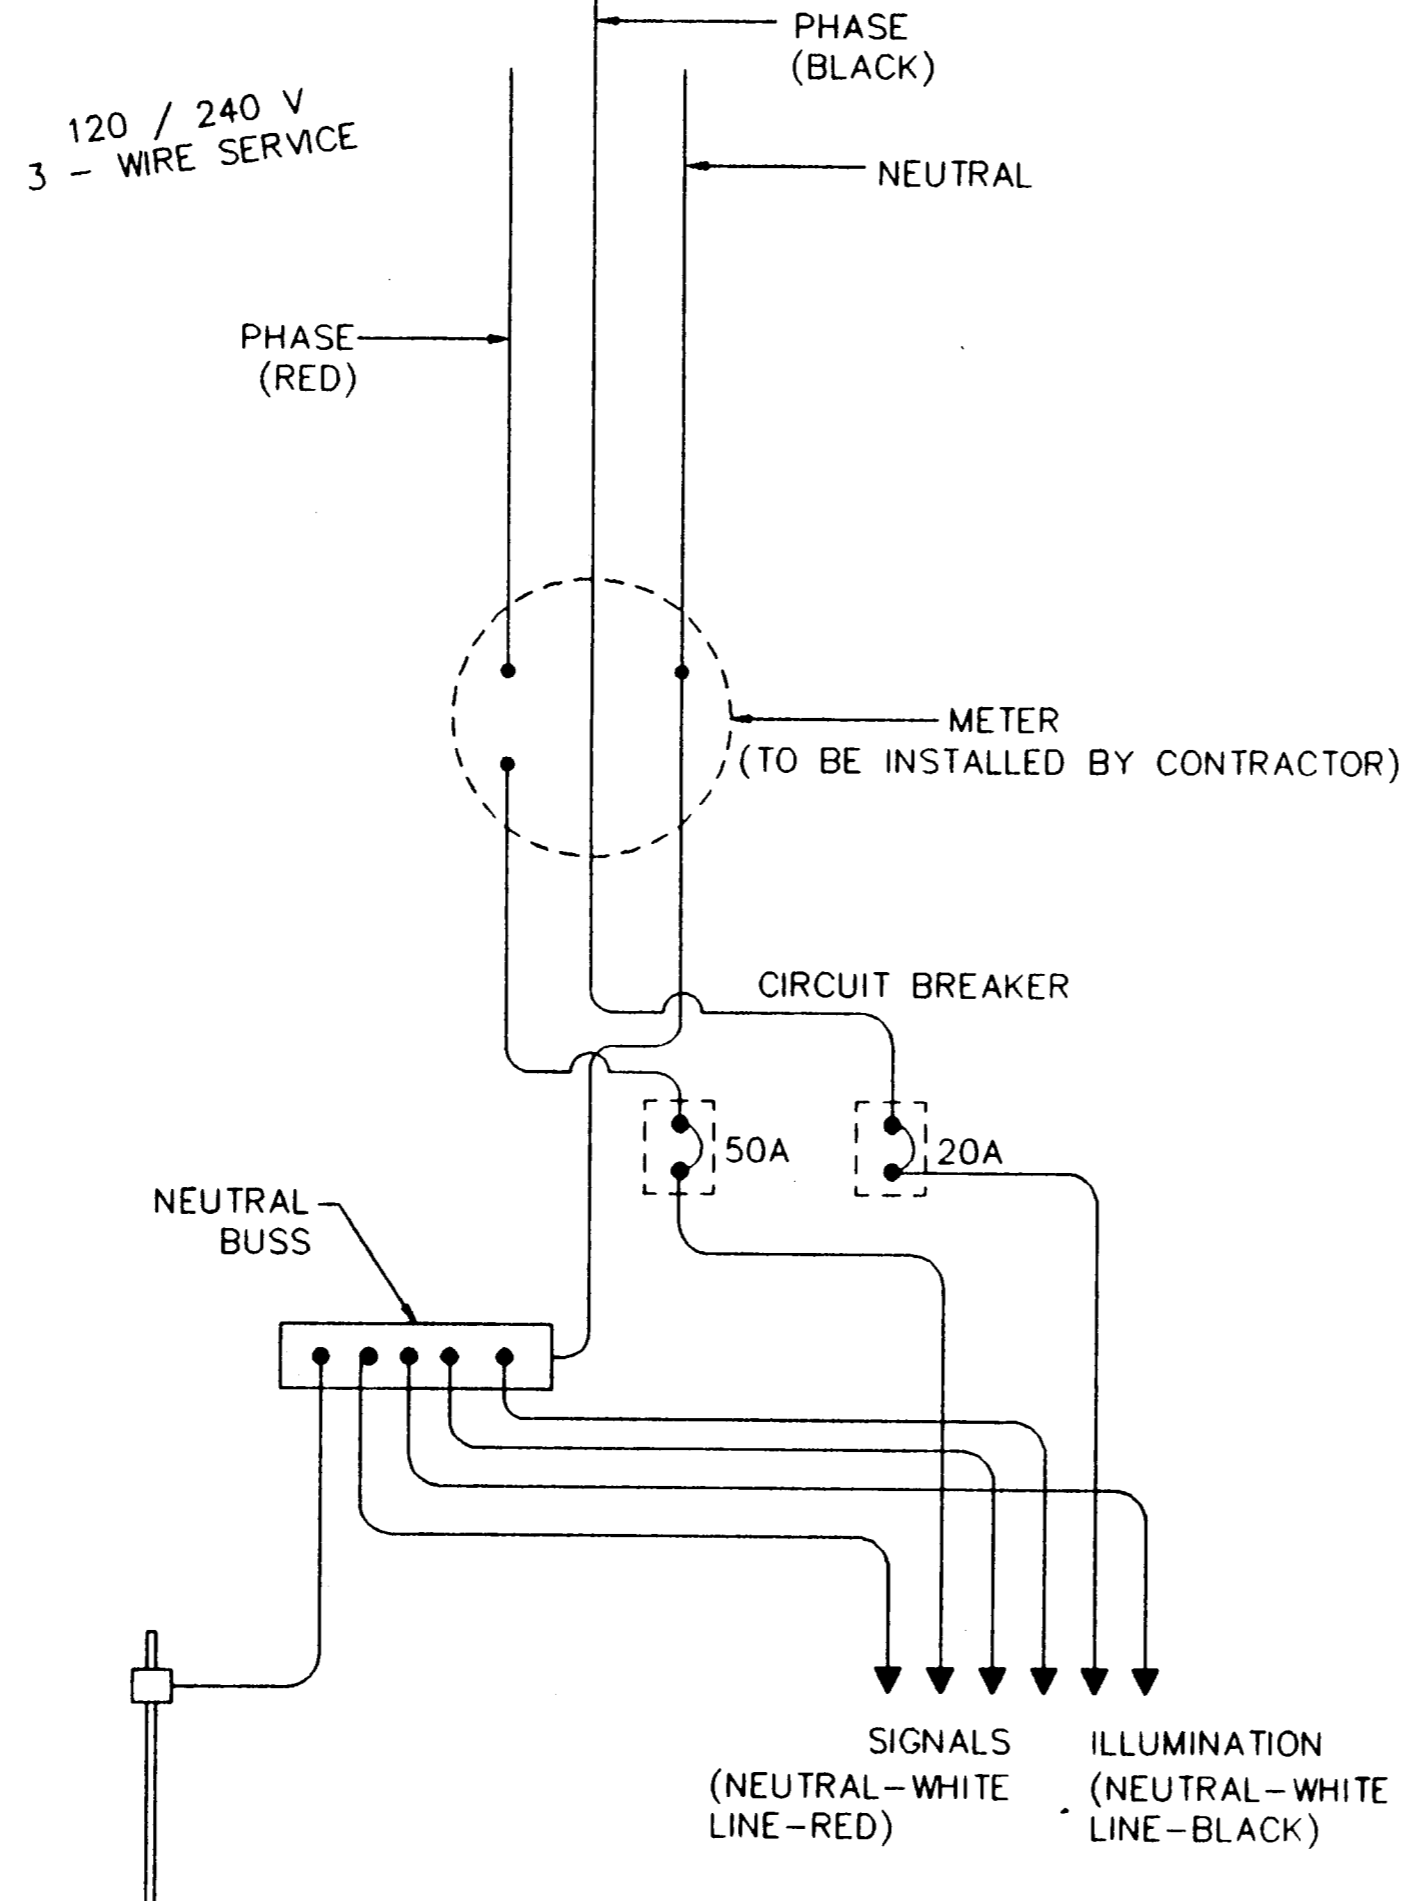 PHASE
(BLACK)
120 / 240 V
3 - WIRE SERVICE
NEUTRAL
PHASE
(RED)
METER
(TO BE INSTALLED BY CONTRACTOR)
CIRCUIT BREAKER
50A
20A
NEUTRAL
BUSS
SIGNALS
(NEUTRAL-WHITE
LINE-RED)
ILLUMINATION
(NEUTRAL-WHITE
LINE-BLACK)